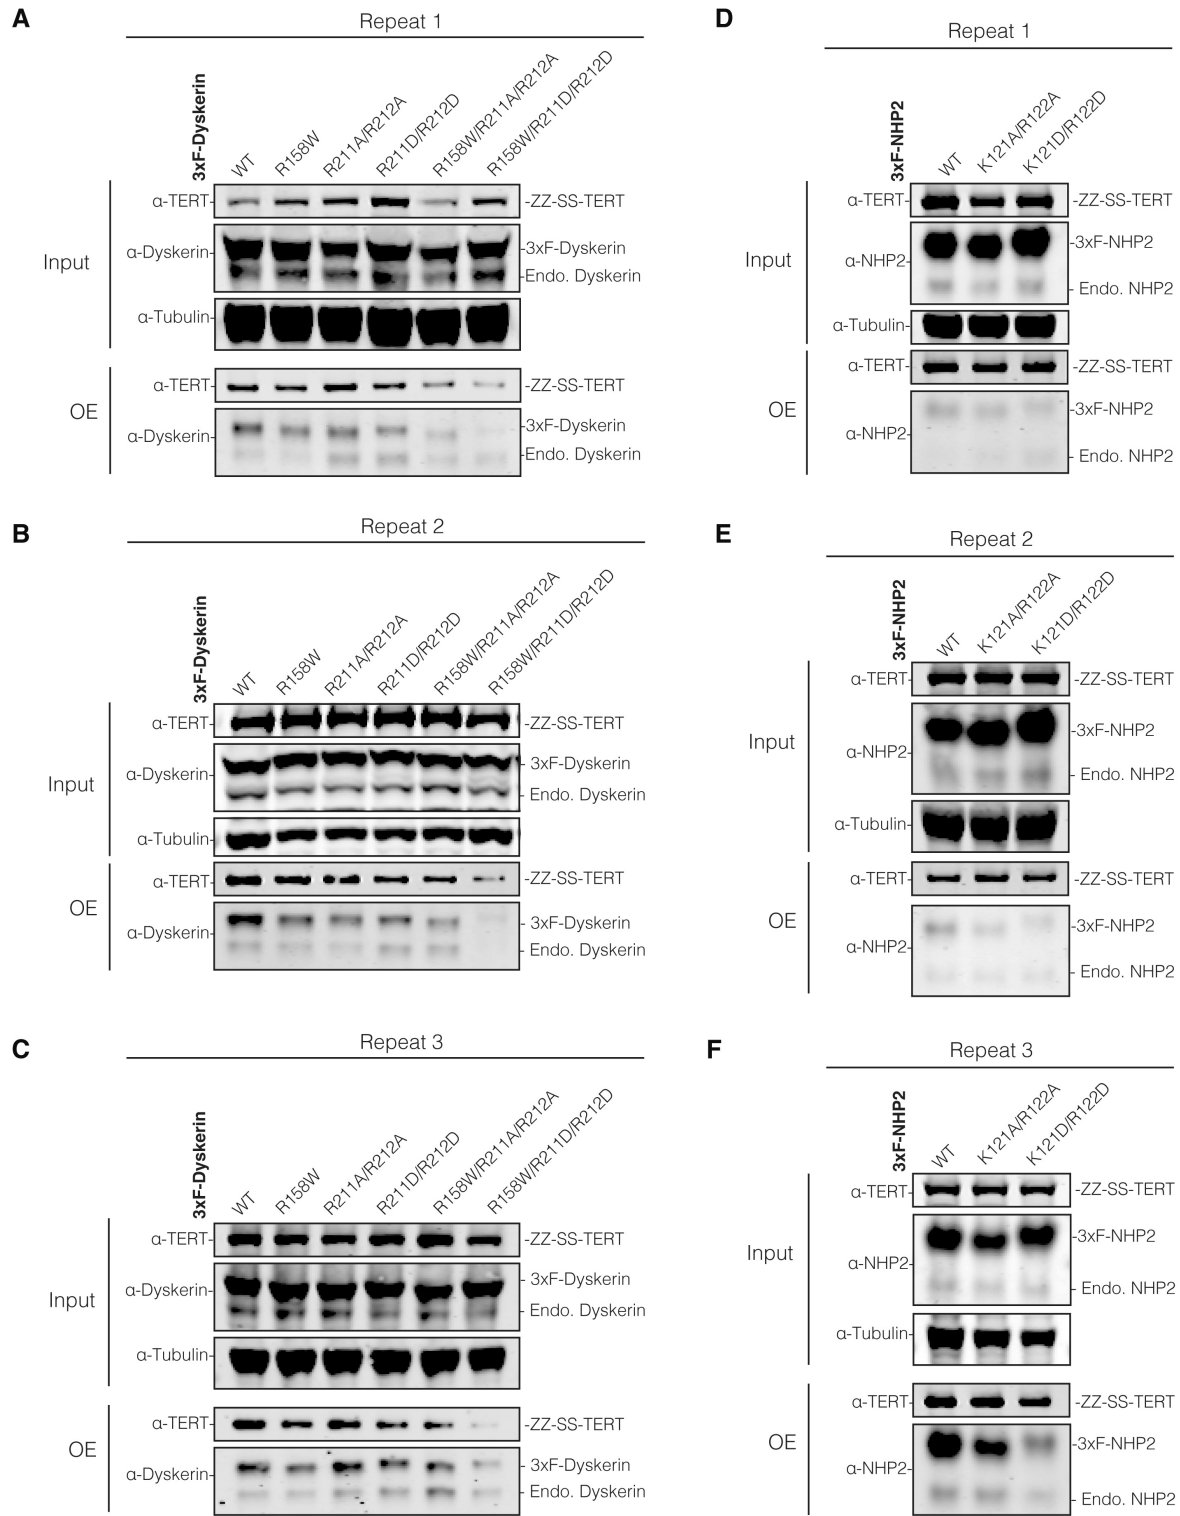 A
Repeat 1
3xF-Dyskerin
WT
R158W
R211A/R212A
R211D/R212D
R158W/R211A/R212A
R158W/R211D/R212D
Input
α-TERT
-ZZ-SS-TERT
α-Dyskerin
3xF-Dyskerin
Endo. Dyskerin
α-Tubulin
OE
α-TERT
-ZZ-SS-TERT
α-Dyskerin
3xF-Dyskerin
Endo. Dyskerin
D
Repeat 1
3xF-NHP2
WT
K121A/R122A
K121D/R122D
Input
α-TERT
-ZZ-SS-TERT
α-NHP2
-3xF-NHP2
- Endo. NHP2
α-Tubulin
OE
α-TERT
-ZZ-SS-TERT
α-NHP2
-3xF-NHP2
- Endo. NHP2
B
Repeat 2
3xF-Dyskerin
WT
R158W
R211A/R212A
R211D/R212D
R158W/R211A/R212A
R158W/R211D/R212D
Input
α-TERT
-ZZ-SS-TERT
α-Dyskerin
3xF-Dyskerin
Endo. Dyskerin
α-Tubulin
OE
α-TERT
-ZZ-SS-TERT
α-Dyskerin
3xF-Dyskerin
Endo. Dyskerin
E
Repeat 2
3xF-NHP2
WT
K121A/R122A
K121D/R122D
Input
α-TERT
-ZZ-SS-TERT
α-NHP2
-3xF-NHP2
- Endo. NHP2
α-Tubulin
OE
α-TERT
-ZZ-SS-TERT
α-NHP2
-3xF-NHP2
- Endo. NHP2
C
Repeat 3
3xF-Dyskerin
WT
R158W
R211A/R212A
R211D/R212D
R158W/R211A/R212A
R158W/R211D/R212D
Input
α-TERT
-ZZ-SS-TERT
α-Dyskerin
3xF-Dyskerin
Endo. Dyskerin
α-Tubulin
OE
α-TERT
-ZZ-SS-TERT
α-Dyskerin
3xF-Dyskerin
Endo. Dyskerin
F
Repeat 3
3xF-NHP2
WT
K121A/R122A
K121D/R122D
Input
α-TERT
-ZZ-SS-TERT
α-NHP2
-3xF-NHP2
- Endo. NHP2
α-Tubulin
OE
α-TERT
-ZZ-SS-TERT
α-NHP2
-3xF-NHP2
- Endo. NHP2